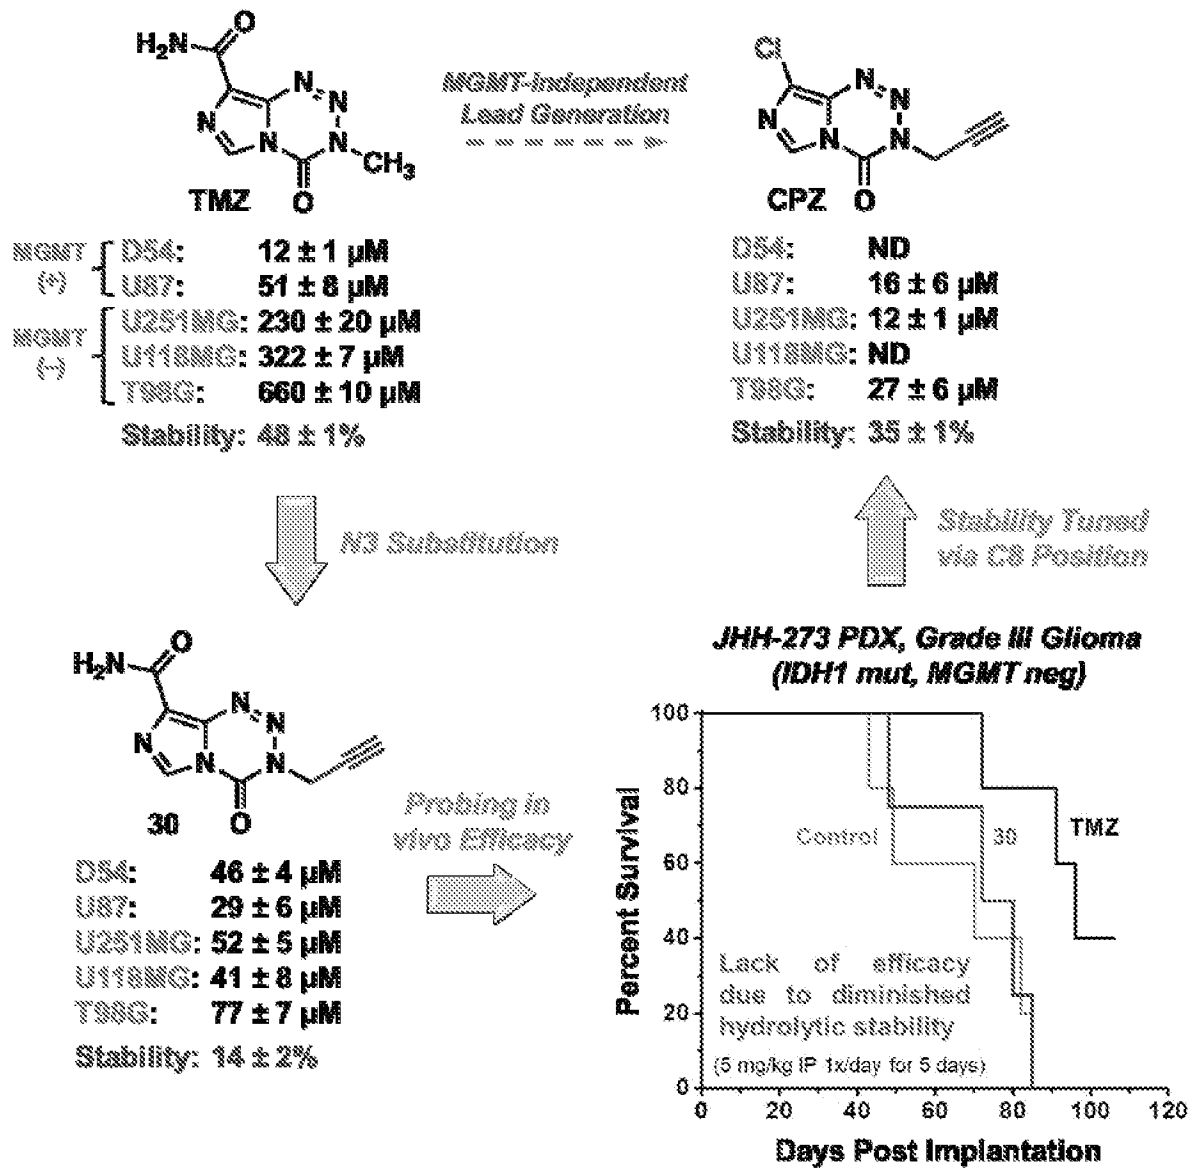 O
H₂N
N
N
N
N
N
N
CH₃
O
TMZ
MGMT-Independent
Lead Generation
Cl
N
N
N
N
N
CPZ
O
MGMT
(+)
D54: 12 ± 1 µM
U87: 51 ± 8 µM
MGMT
(–)
U251MG: 230 ± 20 µM
U118MG: 322 ± 7 µM
T98G: 660 ± 10 µM
Stability: 48 ± 1%
D54: ND
U87: 16 ± 6 µM
U251MG: 12 ± 1 µM
U118MG: ND
T98G: 27 ± 6 µM
Stability: 35 ± 1%
N3 Substitution
Stability Tuned
via C8 Position
O
H₂N
N
N
N
N
N
30
O
D54: 46 ± 4 µM
U87: 29 ± 6 µM
U251MG: 52 ± 5 µM
U118MG: 41 ± 8 µM
T98G: 77 ± 7 µM
Stability: 14 ± 2%
Probing in
vivo Efficacy
JHH-273 PDX, Grade III Glioma
(IDH1 mut, MGMT neg)
Percent Survival
100
80
60
40
20
0
Control
30
TMZ
Lack of efficacy
due to diminished
hydrolytic stability
(5 mg/kg IP 1x/day for 5 days)
0 20 40 60 80 100 120
Days Post Implantation